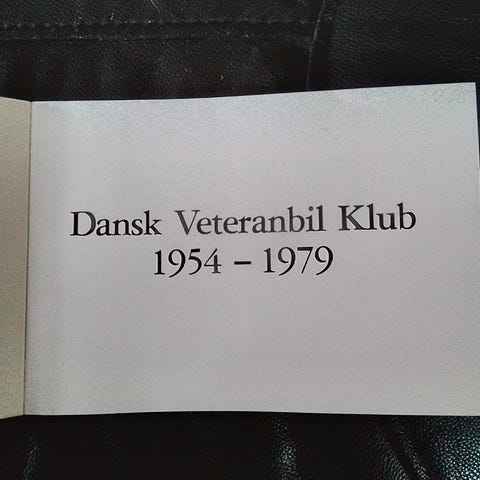 Dansk Veteranbil Klub
1954 – 1979